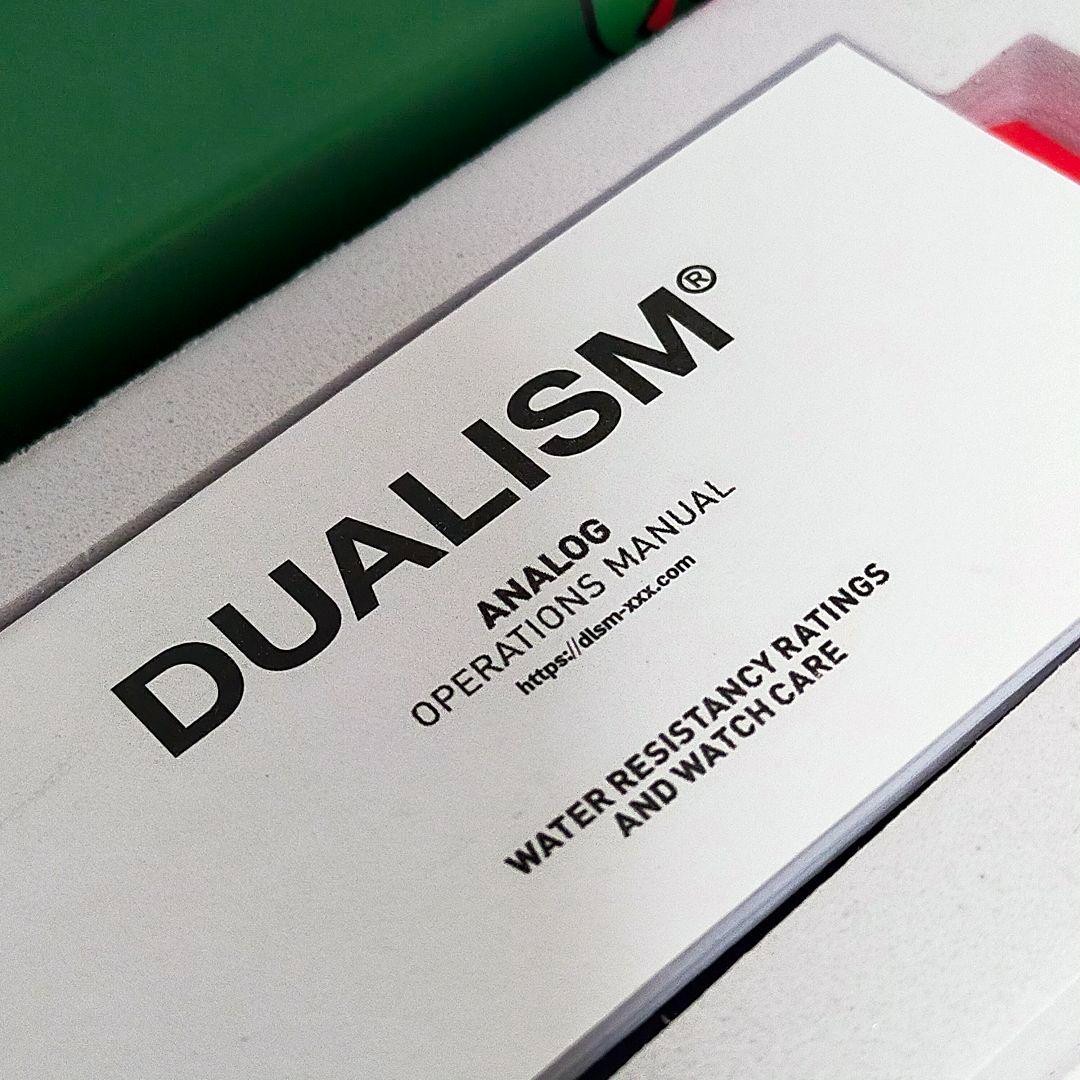 DUALISM®
ANALOG
OPERATIONS MANUAL
https://dlsm-xxx.com
WATER RESISTANCY RATINGS
AND WATCH CARE